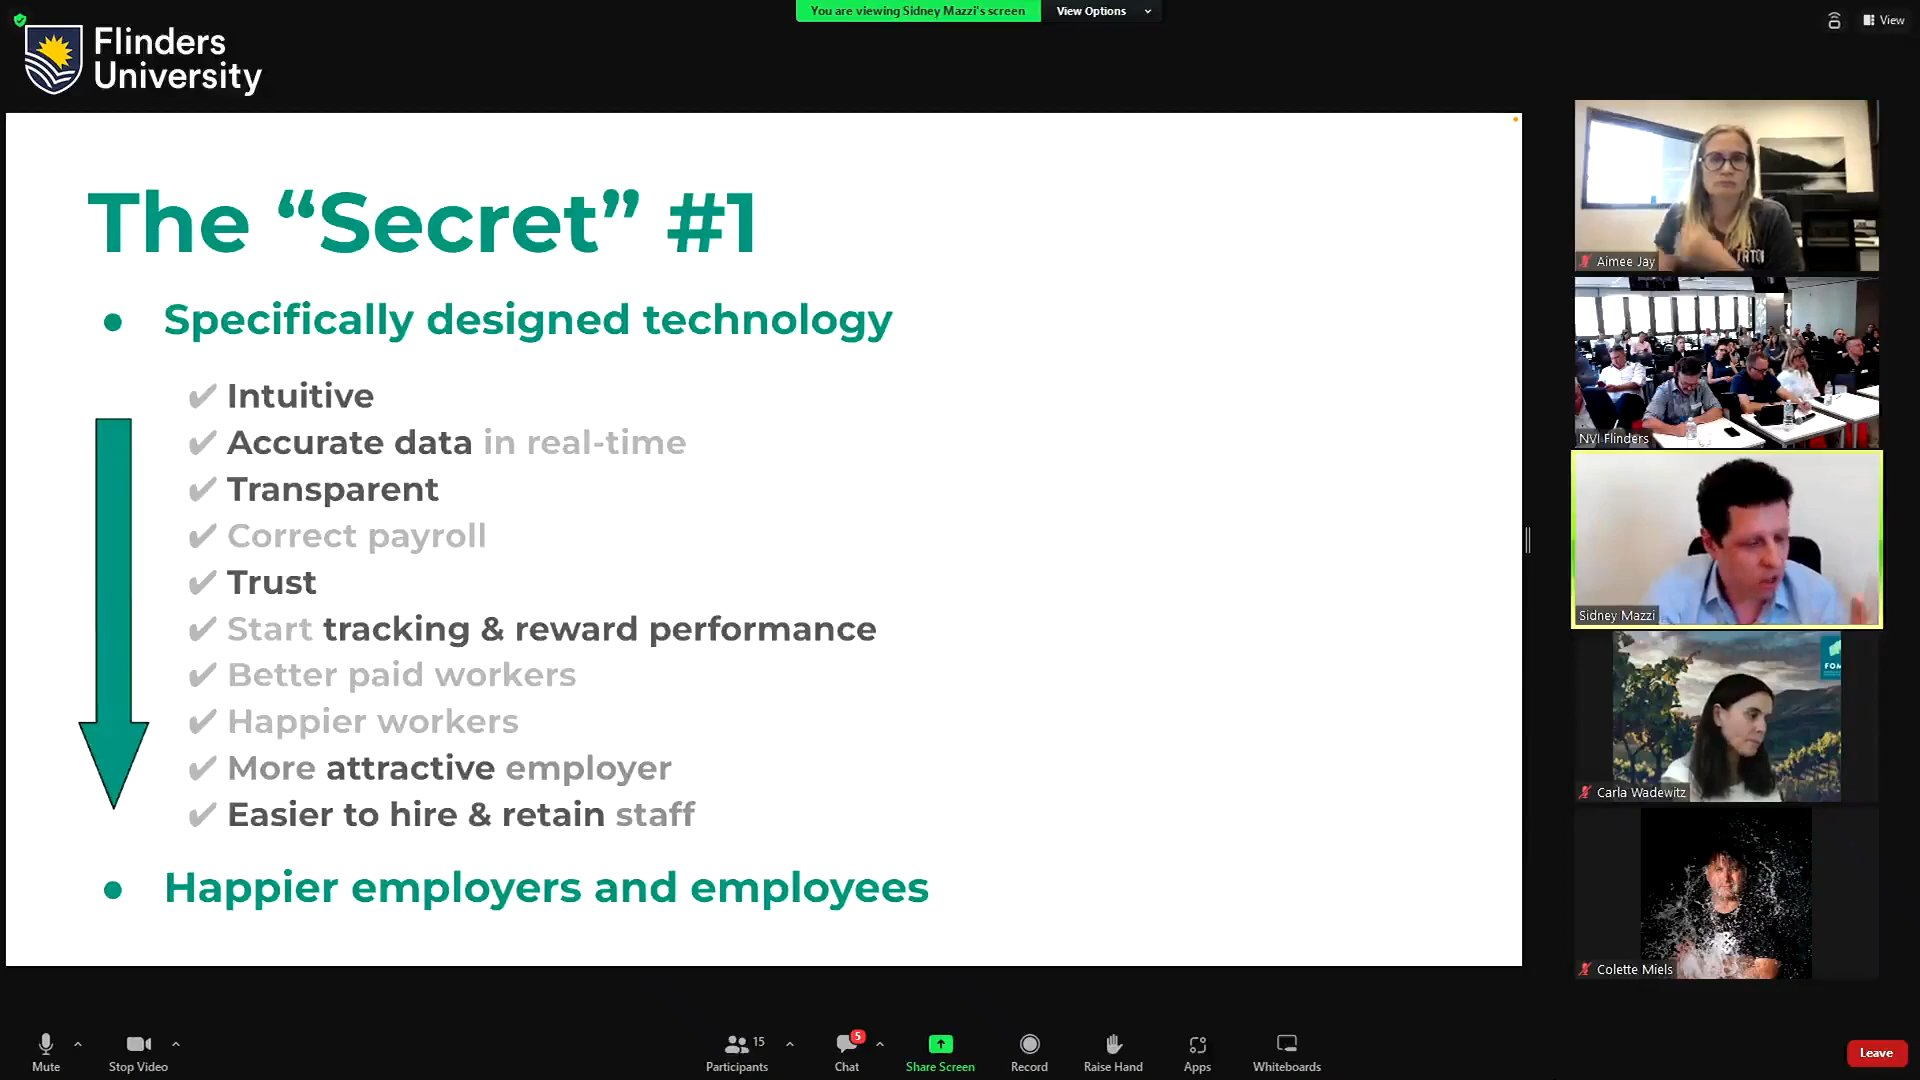 You are viewing Sidney Mazzi's screen
View Options
View
Flinders
University
The “Secret” #1
● Specifically designed technology
✔ Intuitive
✔ Accurate data in real-time
✔ Transparent
✔ Correct payroll
✔ Trust
✔ Start tracking & reward performance
✔ Better paid workers
✔ Happier workers
✔ More attractive employer
✔ Easier to hire & retain staff
● Happier employers and employees
Aimee Jay
NVI Flinders
Sidney Mazzi
Carla Wadewitz
Colette Miels
Mute
Stop Video
15
Participants
5
Chat
Share Screen
Record
Raise Hand
Apps
Whiteboards
Leave